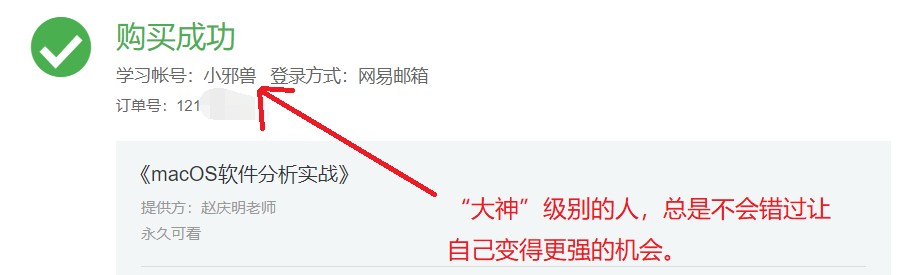 购买成功
学习帐号：小邪兽 登录方式：网易邮箱
订单号：121
《macOS软件分析实战》
提供方：赵庆明老师
永久可看
“大神”级别的人，总是不会错过让
自己变得更强的机会。